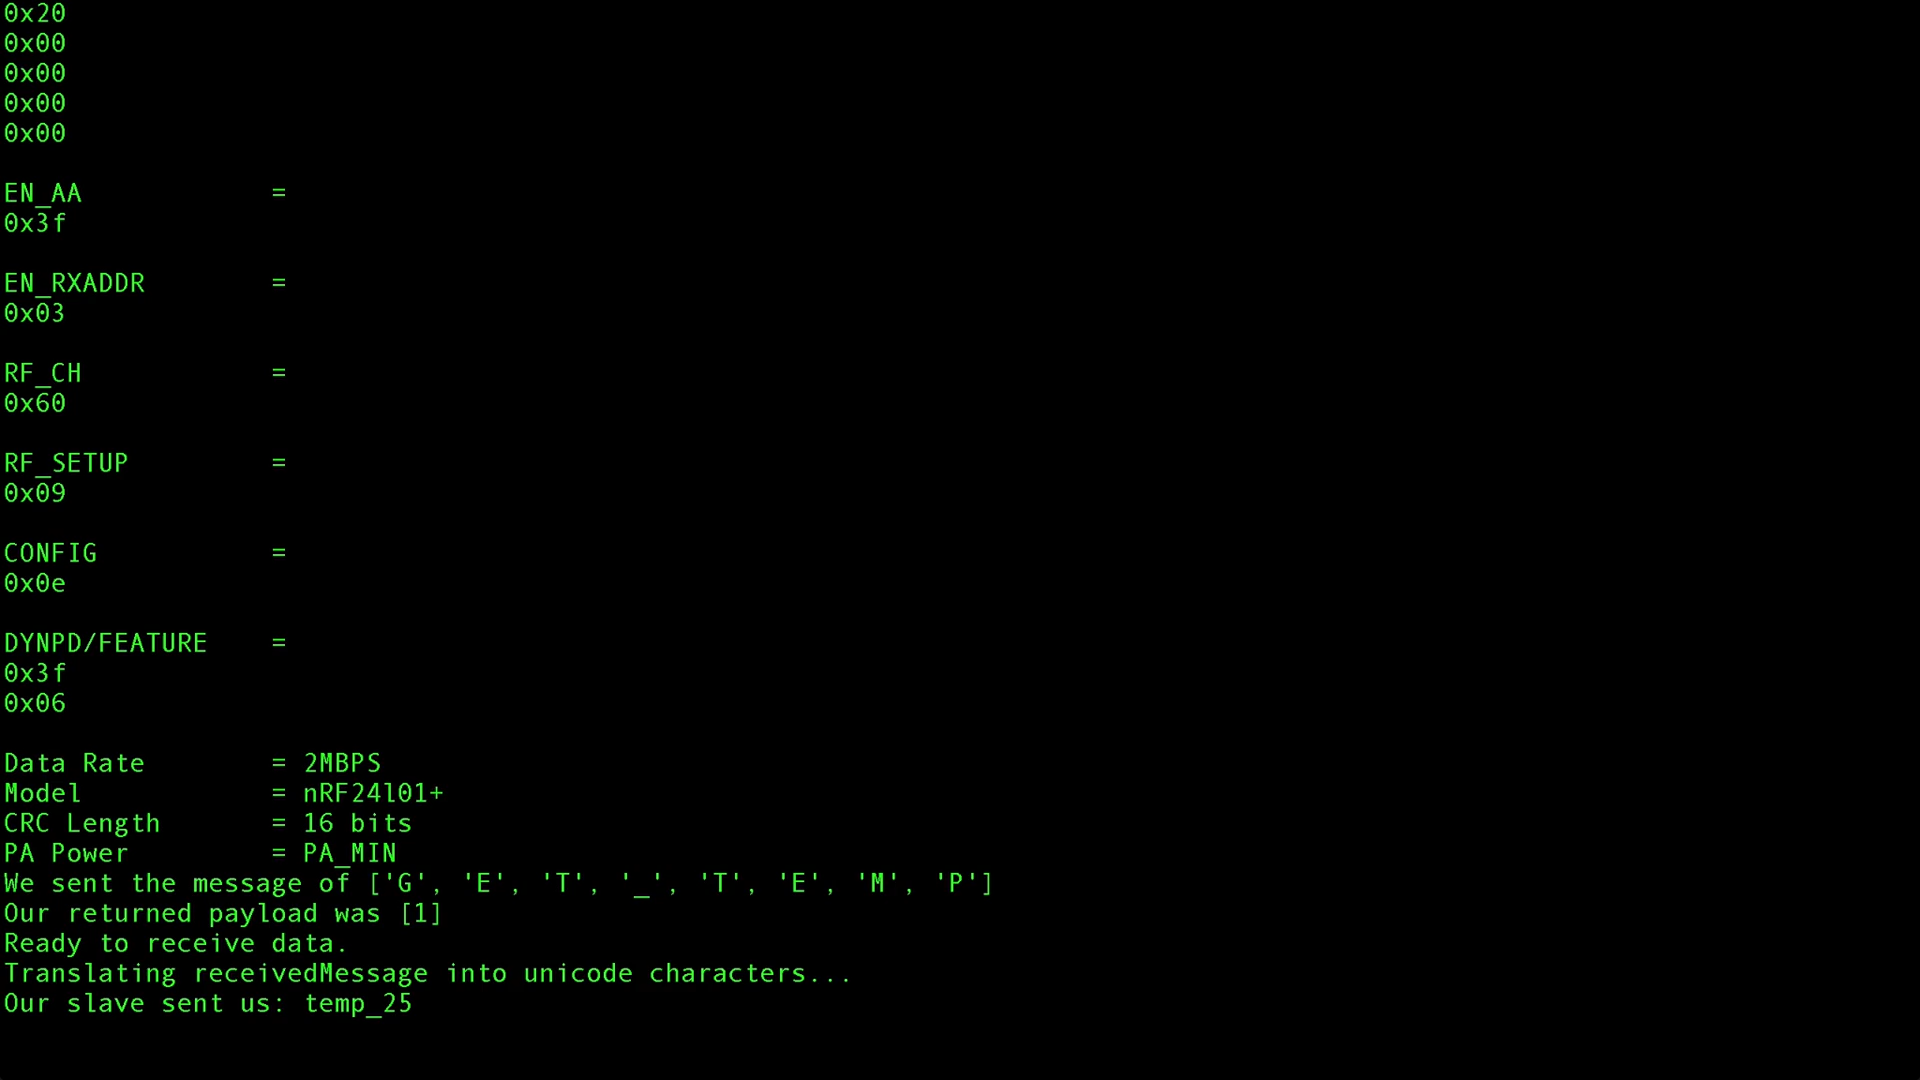 0x20
0x00
0x00
0x00
0x00
EN_AA =
0x3f
EN_RXADDR =
0x03
RF_CH =
0x60
RF_SETUP =
0x09
CONFIG =
0x0e
DYNPD/FEATURE =
0x3f
0x06
Data Rate = 2MBPS
Model = nRF24l01+
CRC Length = 16 bits
PA Power = PA_MIN
We sent the message of ['G', 'E', 'T', '_', 'T', 'E', 'M', 'P']
Our returned payload was [1]
Ready to receive data.
Translating receivedMessage into unicode characters...
Our slave sent us: temp_25